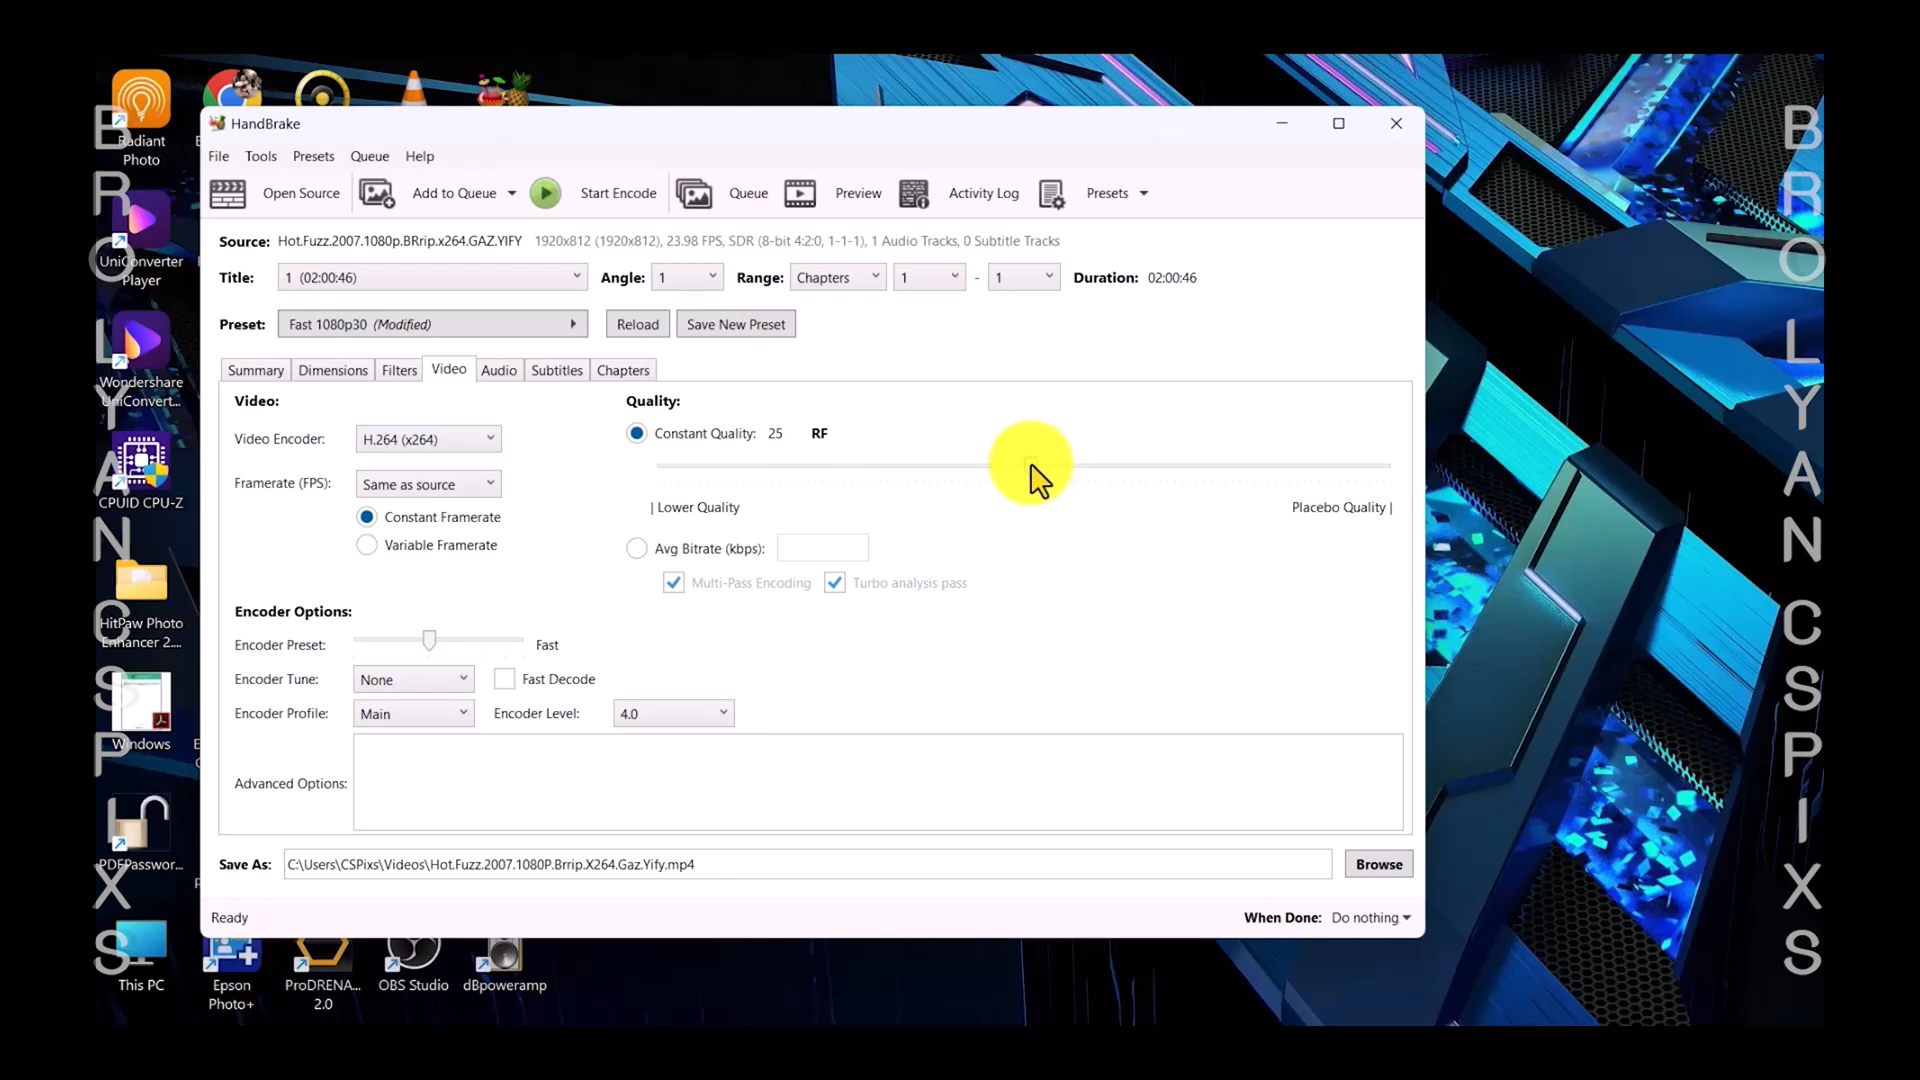 HandBrake
File Tools Presets Queue Help
Open Source Add to Queue Start Encode Queue Preview Activity Log Presets
Source: Hot.Fuzz.2007.1080p.BRrip.x264.GAZ.YIFY 1920x812 (1920x812), 23.98 FPS, SDR (8-bit 4:2:0, 1-1-1), 1 Audio Tracks, 0 Subtitle Tracks
Title: 1 (02:00:46) Angle: 1 Range: Chapters 1 - 1 Duration: 02:00:46
Preset: Fast 1080p30 (Modified) Reload Save New Preset
Summary Dimensions Filters Video Audio Subtitles Chapters
Video: Quality:
Video Encoder: H.264 (x264) Constant Quality: 25 RF
Framerate (FPS): Same as source
| Lower Quality Placebo Quality |
Constant Framerate
Variable Framerate Avg Bitrate (kbps):
Multi-Pass Encoding Turbo analysis pass
Encoder Options:
Encoder Preset: Fast
Encoder Tune: None Fast Decode
Encoder Profile: Main Encoder Level: 4.0
Advanced Options:
Save As: C:\Users\CSPixs\Videos\Hot.Fuzz.2007.1080P.Brrip.X264.Gaz.Yify.mp4 Browse
Ready When Done: Do nothing
Radiant
Photo
UniConverter
Player
Wondershare
UniConvert...
CPUID CPU-Z
HitPaw Photo
Enhancer 2....
Windows
PDFPasswor...
This PC
Epson
Photo+
ProDRENA...
2.0
OBS Studio
dBpoweramp
BROLYAN CSPIXS
BROLYAN CSPIXS